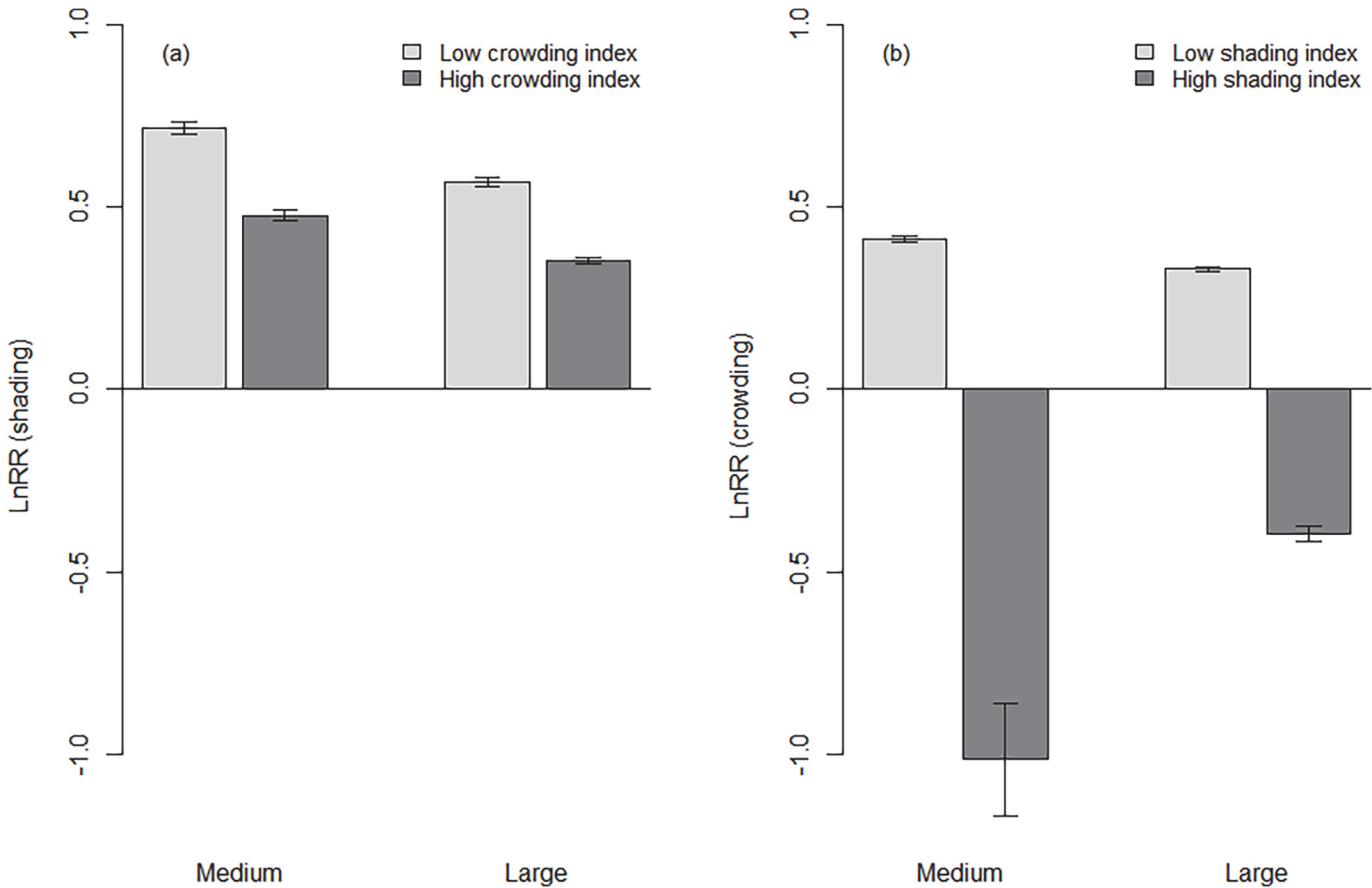 (a)
Low crowding index
High crowding index
LnRR (shading)
1.0
0.5
0.0
-0.5
-1.0
Medium Large
(b)
Low shading index
High shading index
LnRR (crowding)
1.0
0.5
0.0
-0.5
-1.0
Medium Large